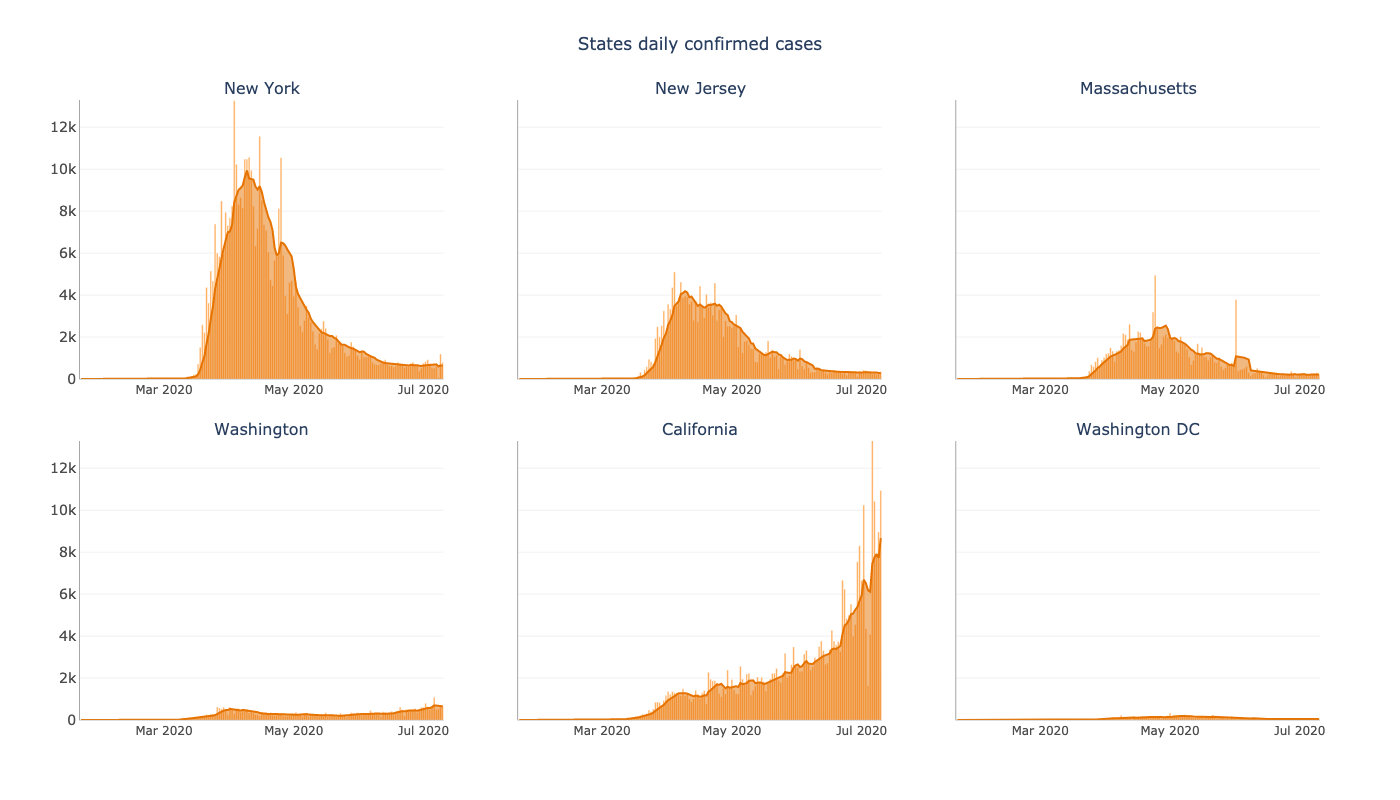 States daily confirmed cases
New York
New Jersey
Massachusetts
12k
10k
8k
6k
4k
2k
0
Mar 2020
May 2020
Jul 2020
Mar 2020
May 2020
Jul 2020
Mar 2020
May 2020
Jul 2020
Washington
California
Washington DC
12k
10k
8k
6k
4k
2k
0
Mar 2020
May 2020
Jul 2020
Mar 2020
May 2020
Jul 2020
Mar 2020
May 2020
Jul 2020